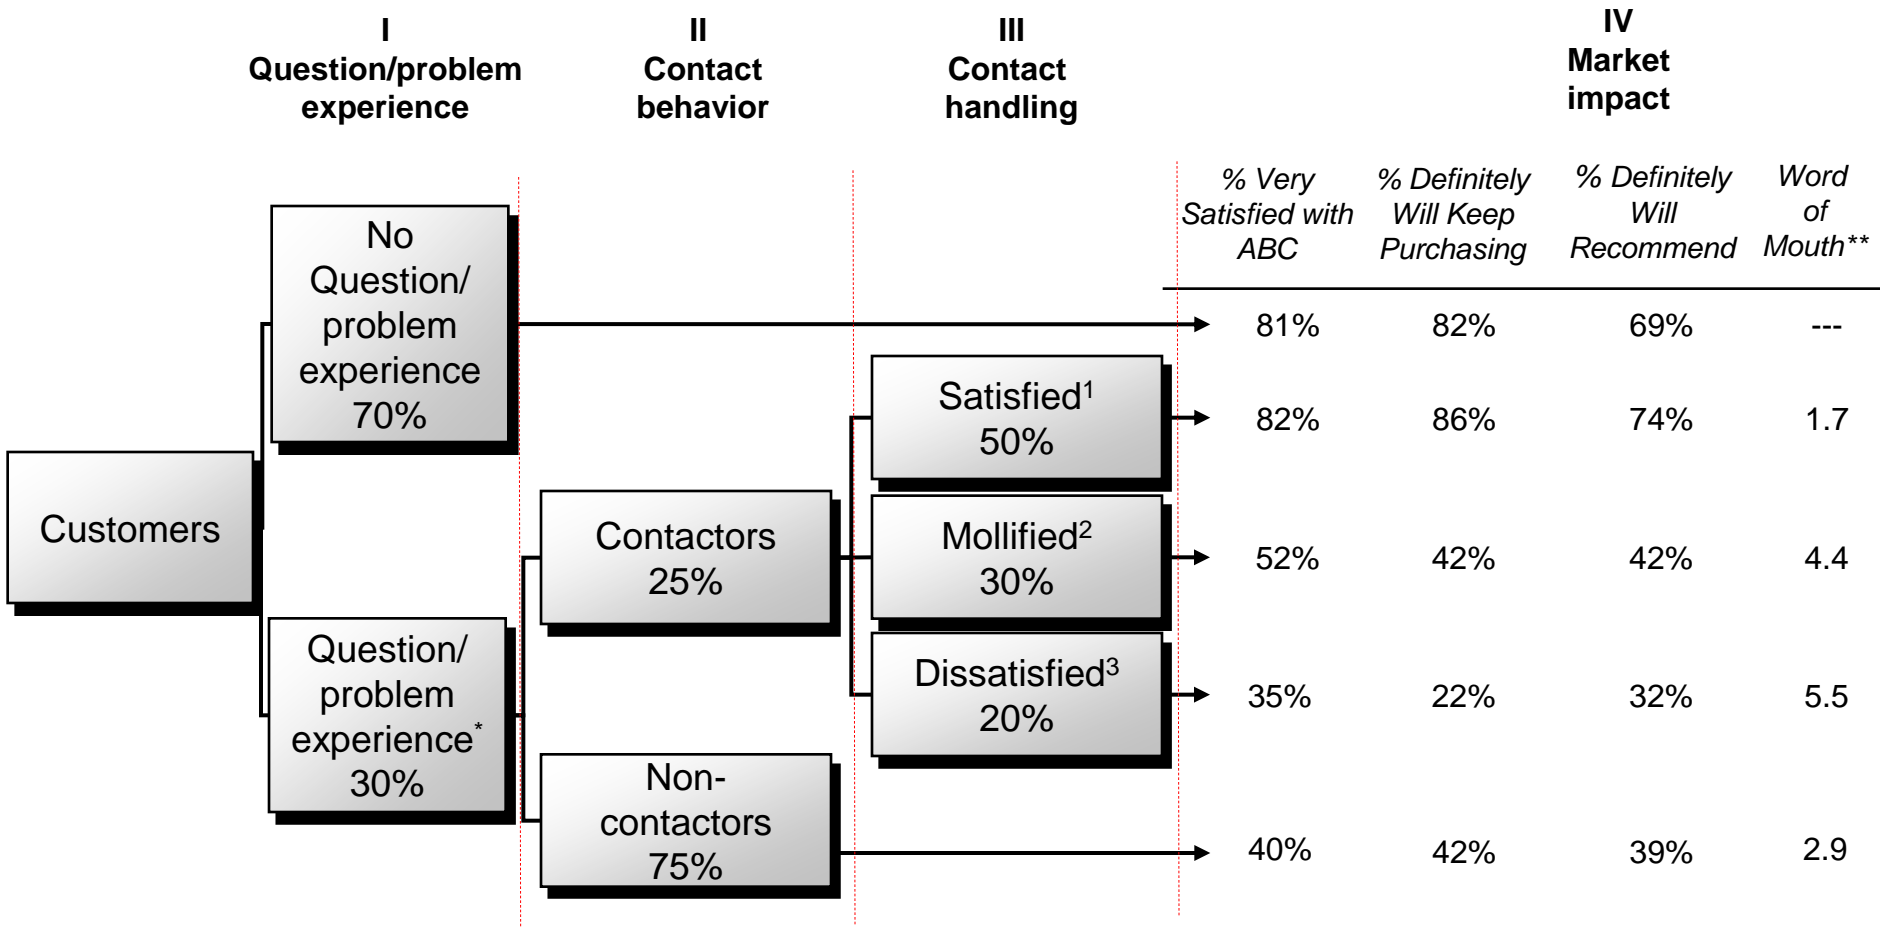 I
Question/problem
experience
II
Contact
behavior
III
Contact
handling
IV
Market
impact
% Very
Satisfied with
ABC
% Definitely
Will Keep
Purchasing
% Definitely
Will
Recommend
Word
of
Mouth**
No
Question/
problem
experience
70%
81% 82% 69% ---
Satisfied¹
50%
82% 86% 74% 1.7
Customers
Contactors
25%
Mollified²
30%
52% 42% 42% 4.4
Question/
problem
experience*
30%
Dissatisfied³
20%
35% 22% 32% 5.5
Non-
contactors
75%
40% 42% 39% 2.9